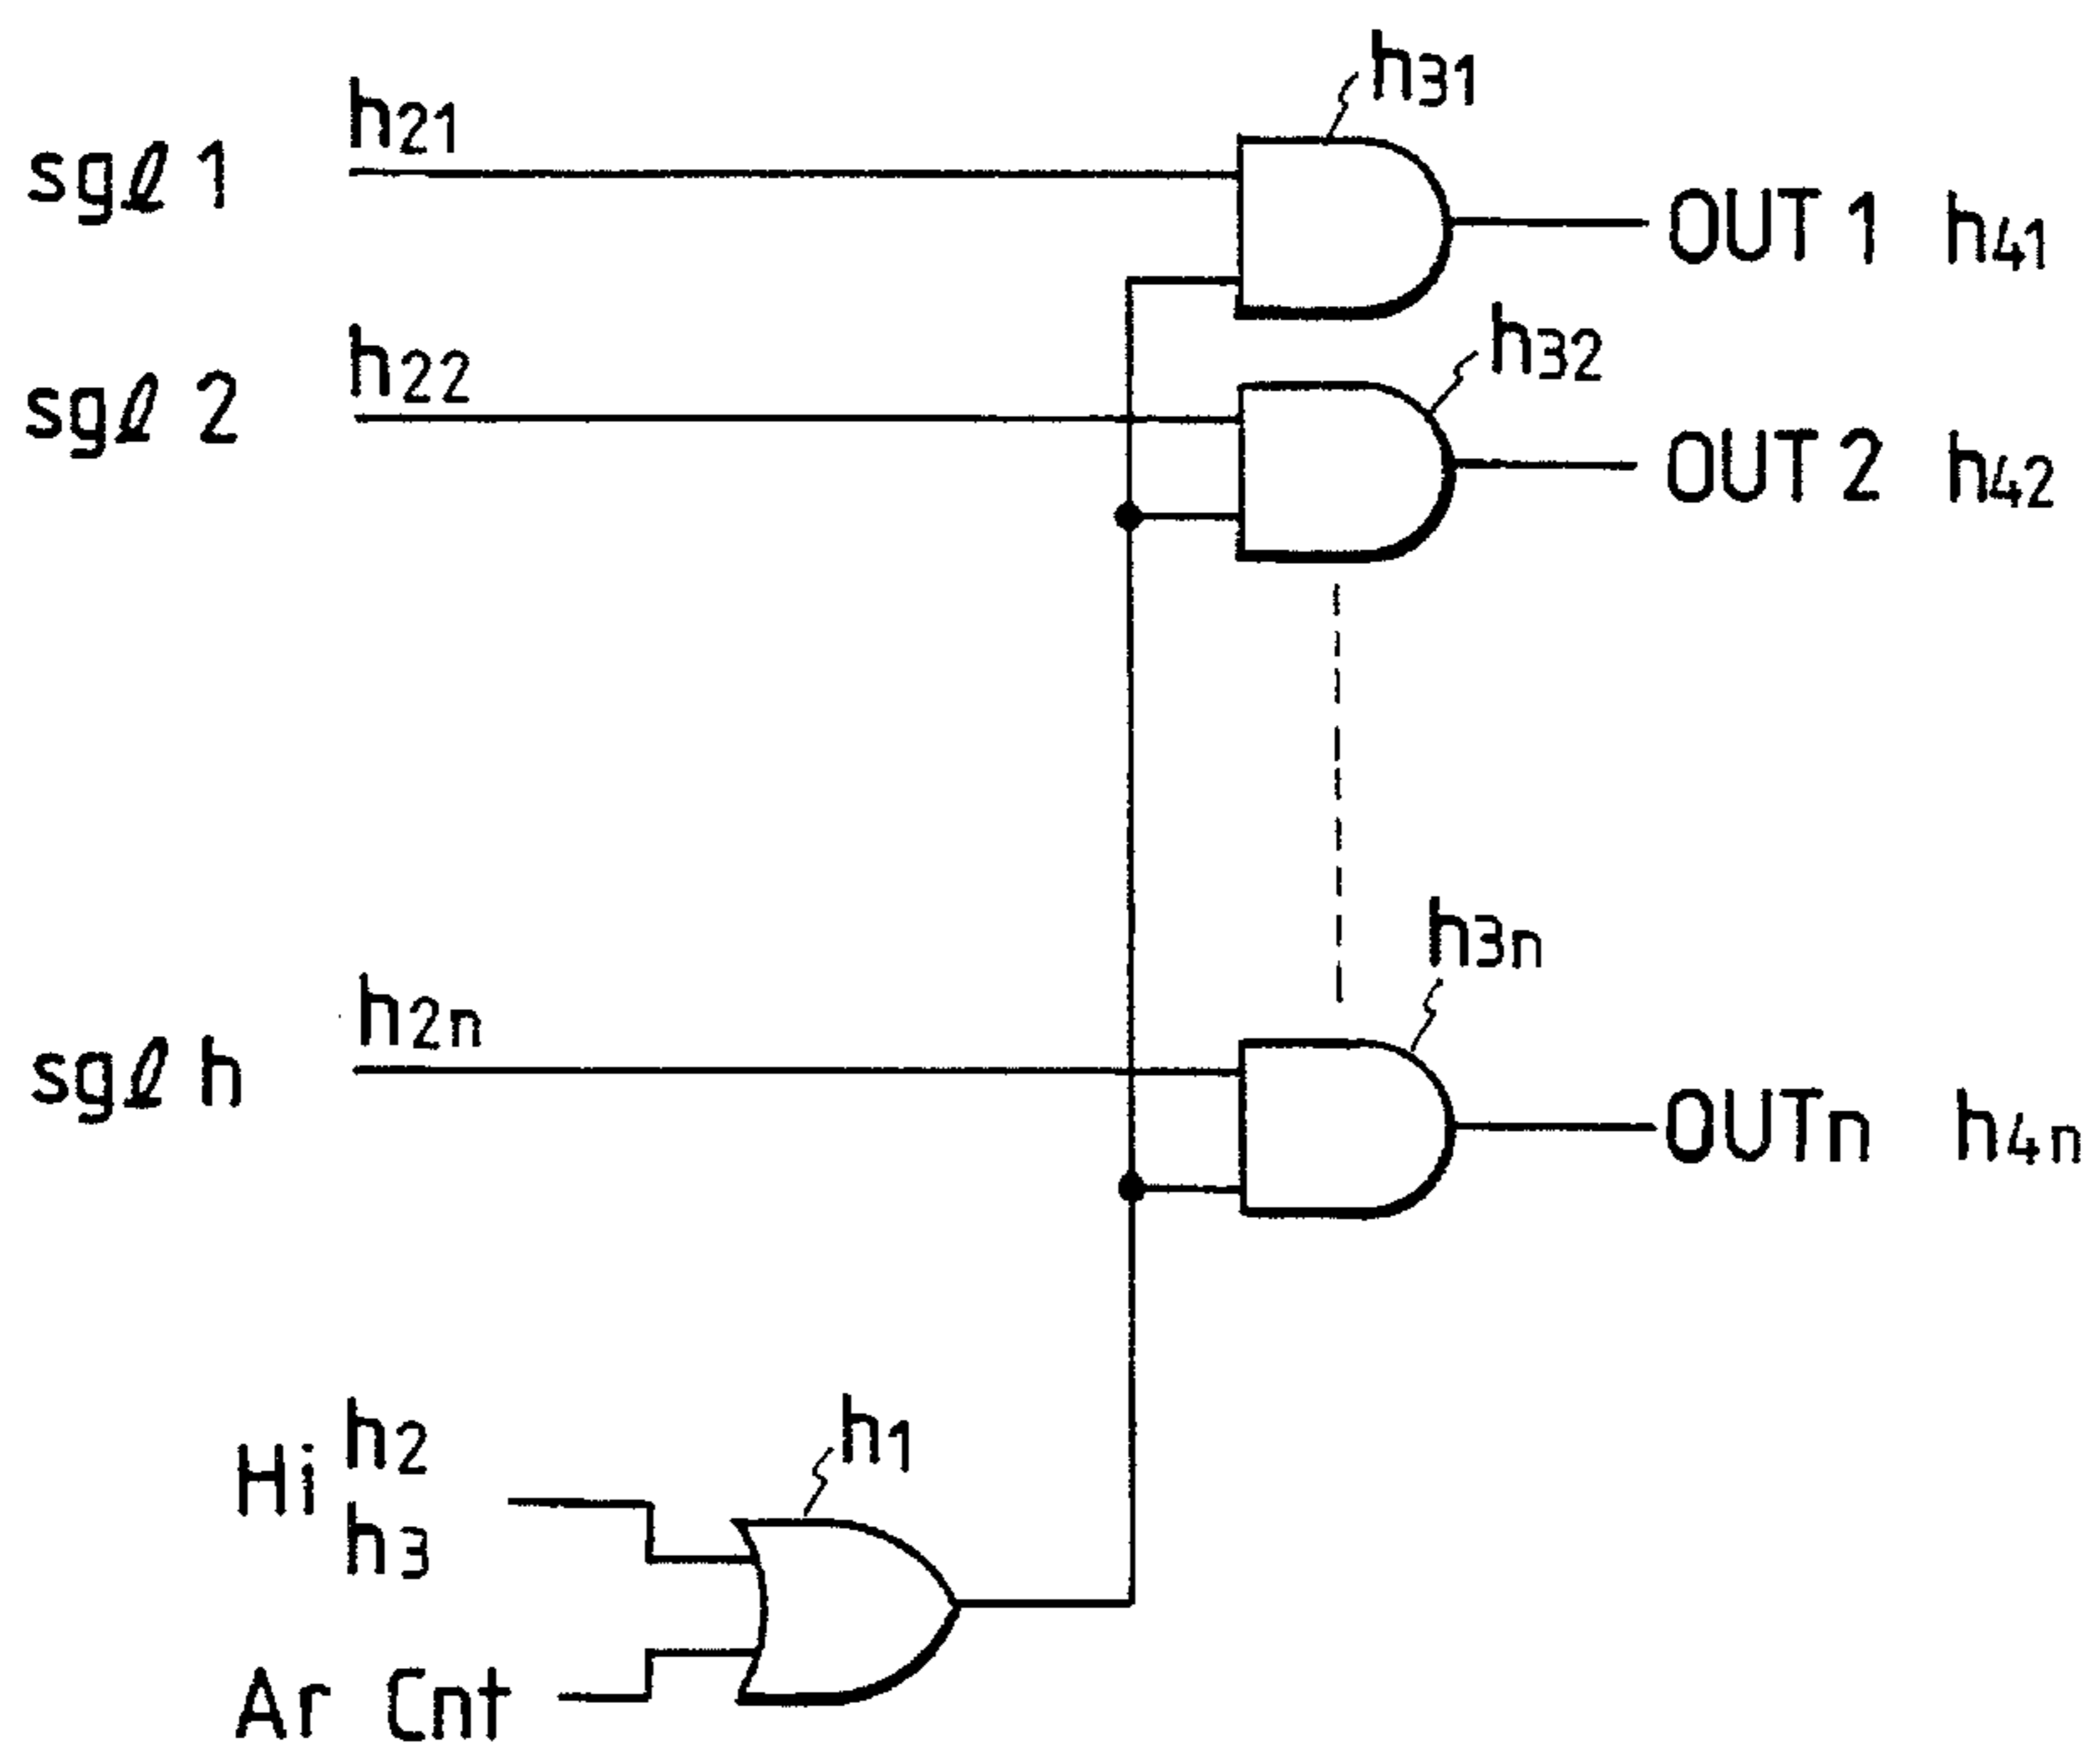 sgℓ 1 h21 h31 OUT 1 h41
sgℓ 2 h22 h32 OUT 2 h42
sgℓ h h2n h3n OUTn h4n
Hi h2 h1
h3
Ar Cnt